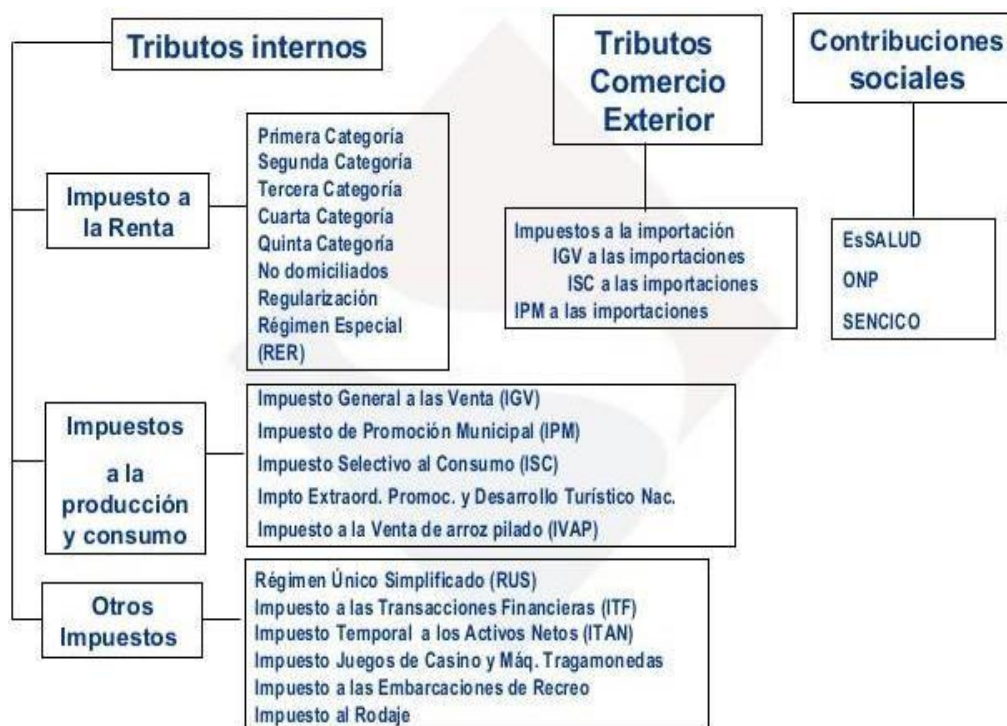 Tributos internos
Tributos
Comercio
Exterior
Contribuciones
sociales
Impuesto a
la Renta
Primera Categoría
Segunda Categoría
Tercera Categoría
Cuarta Categoría
Quinta Categoría
No domiciliados
Regularización
Régimen Especial
(RER)
Impuestos a la importación
IGV a las importaciones
ISC a las importaciones
IPM a las importaciones
EsSALUD
ONP
SENCICO
Impuestos
a la
producción
y consumo
Impuesto General a las Venta (IGV)
Impuesto de Promoción Municipal (IPM)
Impuesto Selectivo al Consumo (ISC)
Impto Extraord. Promoc. y Desarrollo Turístico Nac.
Impuesto a la Venta de arroz pilado (IVAP)
Otros
Impuestos
Régimen Único Simplificado (RUS)
Impuesto a las Transacciones Financieras (ITF)
Impuesto Temporal a los Activos Netos (ITAN)
Impuesto Juegos de Casino y Máq. Tragamonedas
Impuesto a las Embarcaciones de Recreo
Impuesto al Rodaje